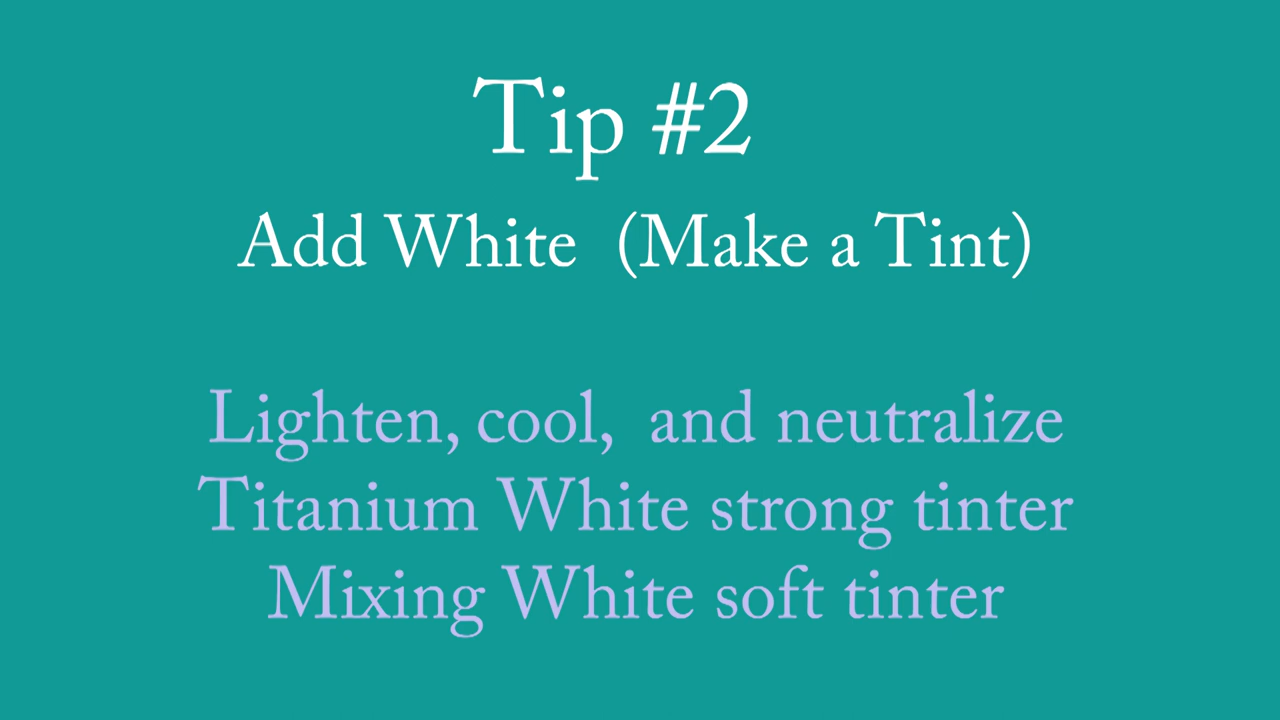 Tip #2
Add White (Make a Tint)
Lighten, cool, and neutralize
Titanium White strong tinter
Mixing White soft tinter